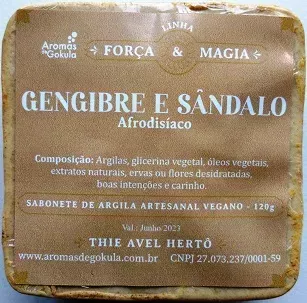 Aromas
de Gokula
LINHA
FORÇA & MAGIA
GENGIBRE E SÂNDALO
Afrodisíaco
Composição: Argilas, glicerina vegetal, óleos vegetais,
extratos naturais, ervas ou flores desidratadas,
boas intenções e carinho.
SABONETE DE ARGILA ARTESANAL VEGANO - 120g
Val.: Junho 2023
THIE AVEL HERTÔ
www.aromasdegokula.com.br CNPJ 27.073.237/0001-59